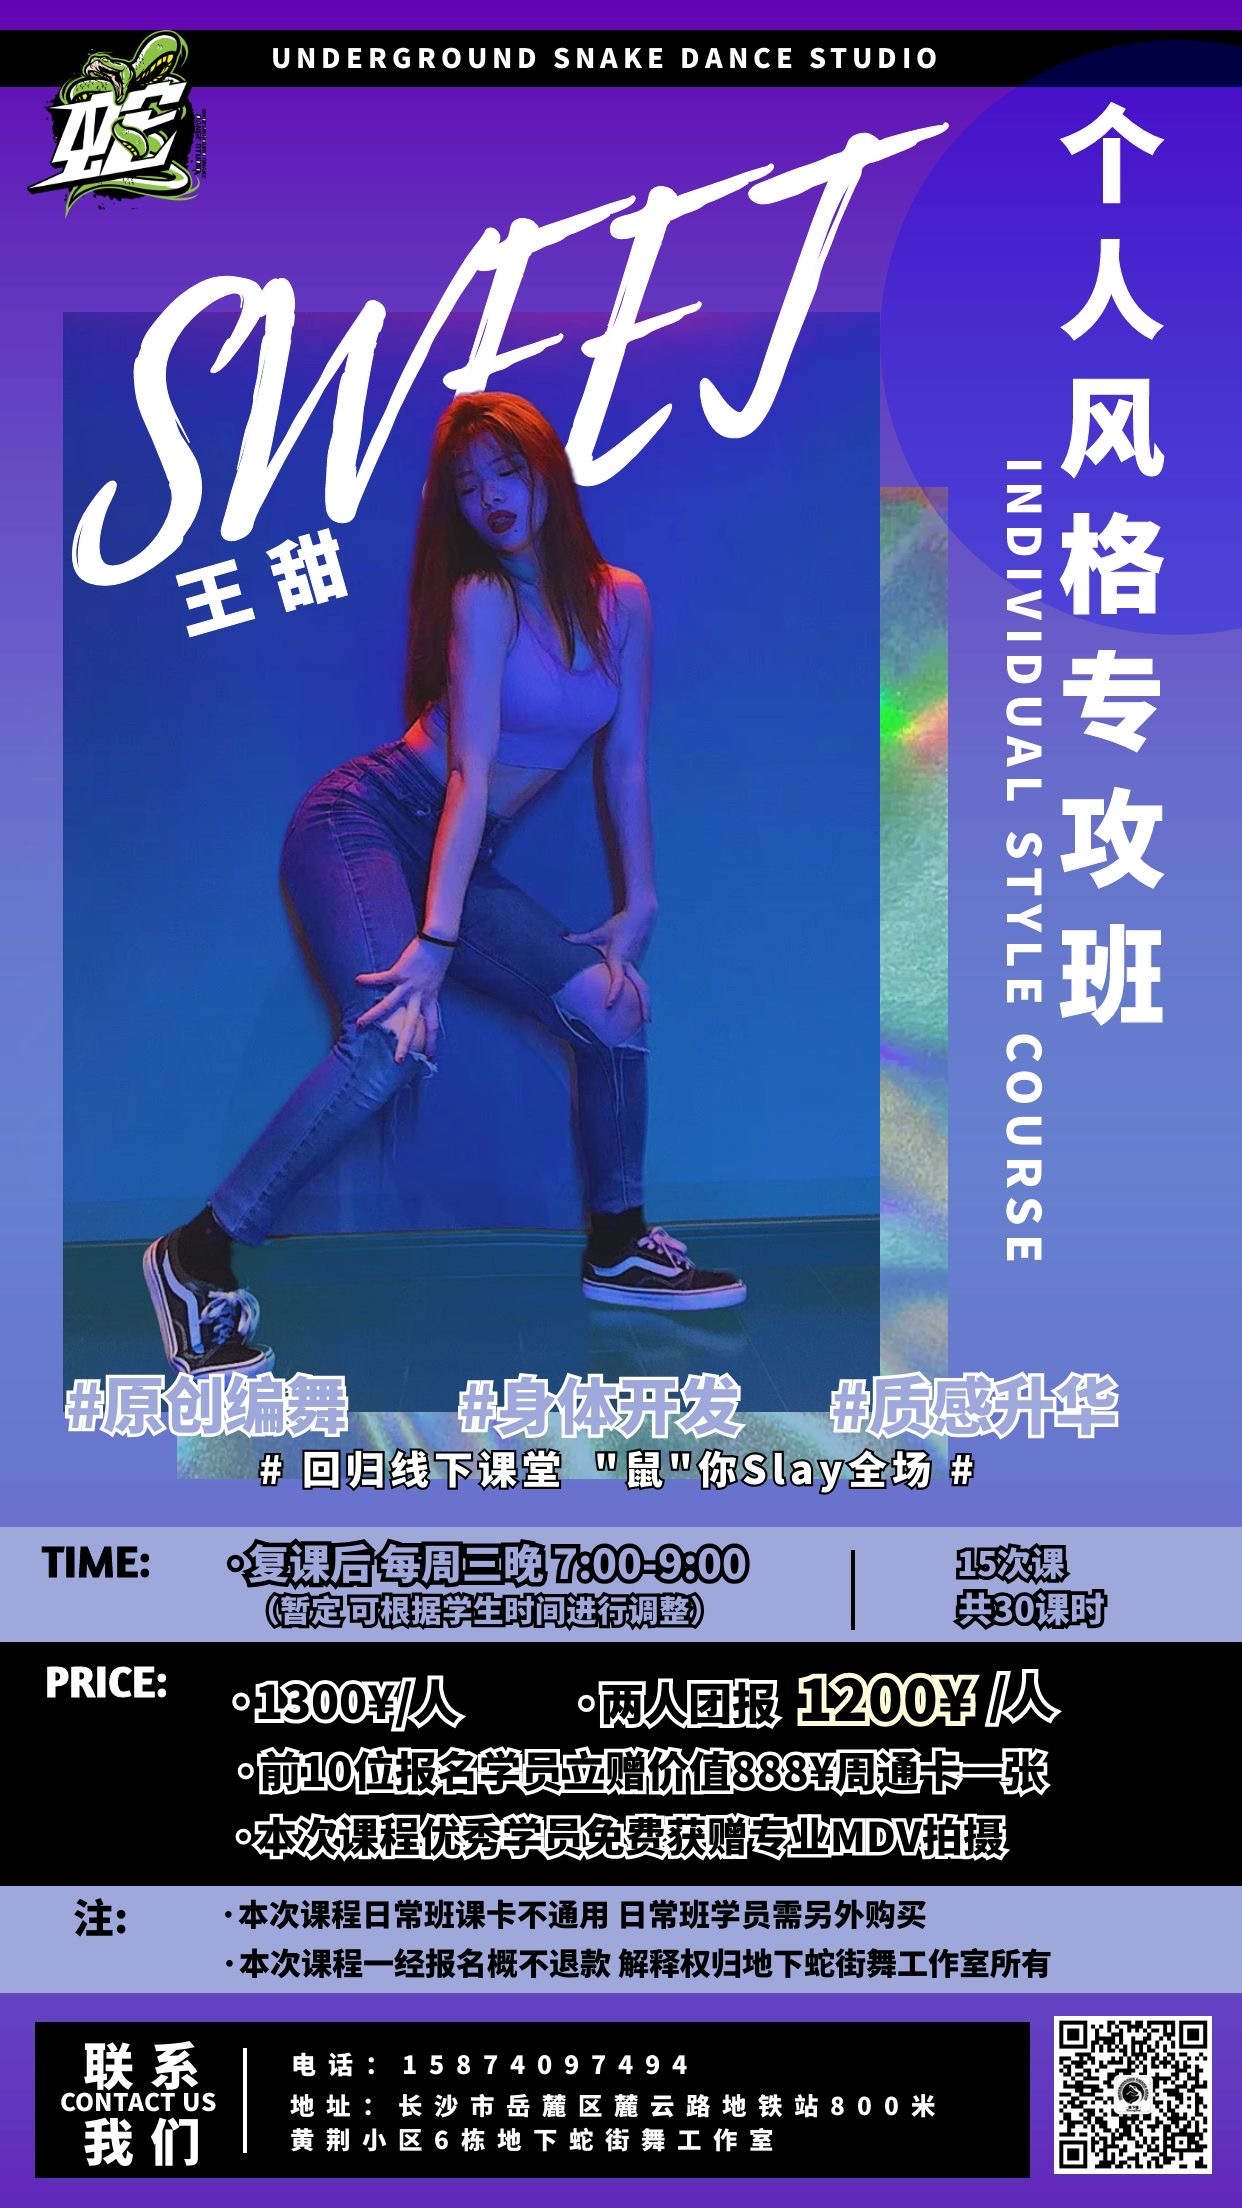 UNDERGROUND SNAKE DANCE STUDIO
蛇
SWEET
王甜
个人风格专攻班
INDIVIDUAL STYLE COURSE
#原创编舞 #身体开发 #质感升华
# 回归线下课堂 "鼠"你Slay全场 #
TIME:
·复课后 每周三晚 7:00-9:00
（暂定 可根据学生时间进行调整）
15次课
共30课时
PRICE:
·1300¥/人 ·两人团报 1200¥ /人
·前10位报名学员立赠价值888¥周通卡一张
·本次课程优秀学员免费获赠专业MDV拍摄
注:
·本次课程日常班课卡不通用 日常班学员需另外购买
·本次课程一经报名概不退款 解释权归地下蛇街舞工作室所有
联系
CONTACT US
我们
电话：15874097494
地址：长沙市岳麓区麓云路地铁站800米
黄荆小区6栋地下蛇街舞工作室